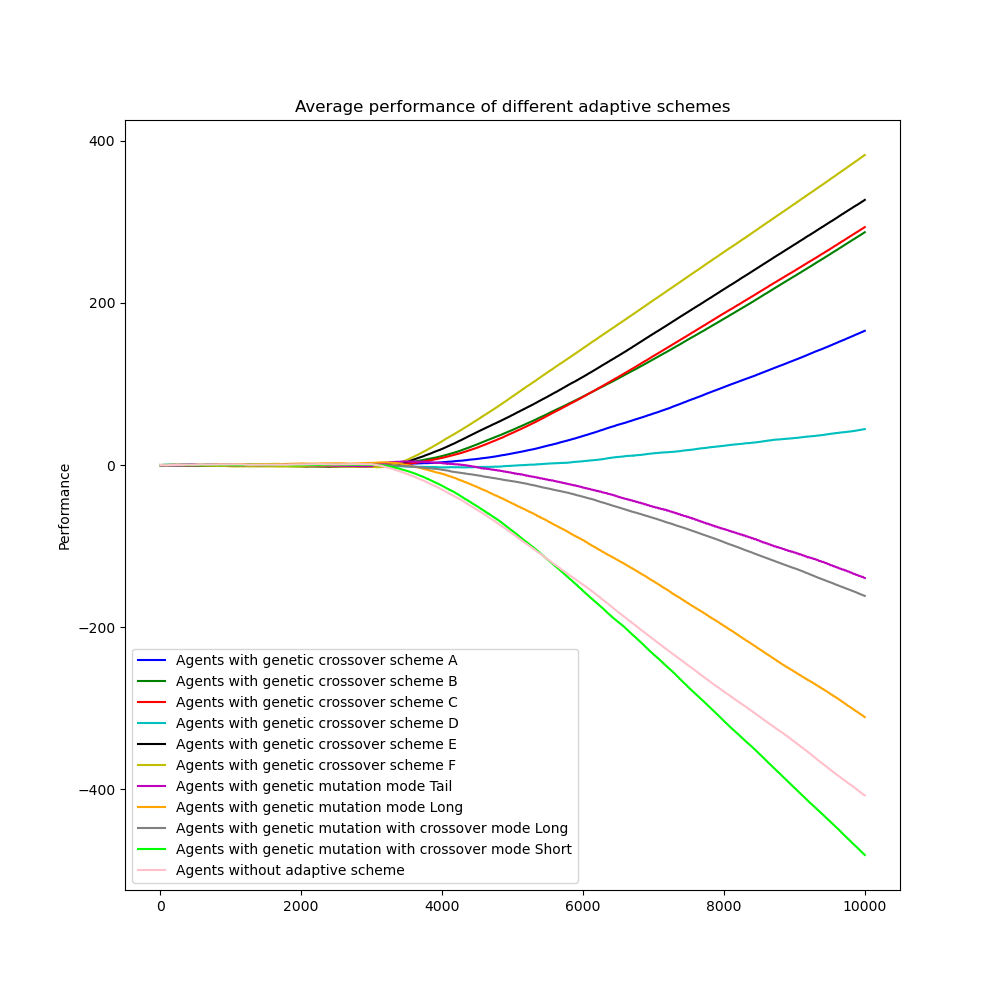 Average performance of different adaptive schemes
400
200
0
−200
−400
Performance
Agents with genetic crossover scheme A
Agents with genetic crossover scheme B
Agents with genetic crossover scheme C
Agents with genetic crossover scheme D
Agents with genetic crossover scheme E
Agents with genetic crossover scheme F
Agents with genetic mutation mode Tail
Agents with genetic mutation mode Long
Agents with genetic mutation with crossover mode Long
Agents with genetic mutation with crossover mode Short
Agents without adaptive scheme
0 2000 4000 6000 8000 10000